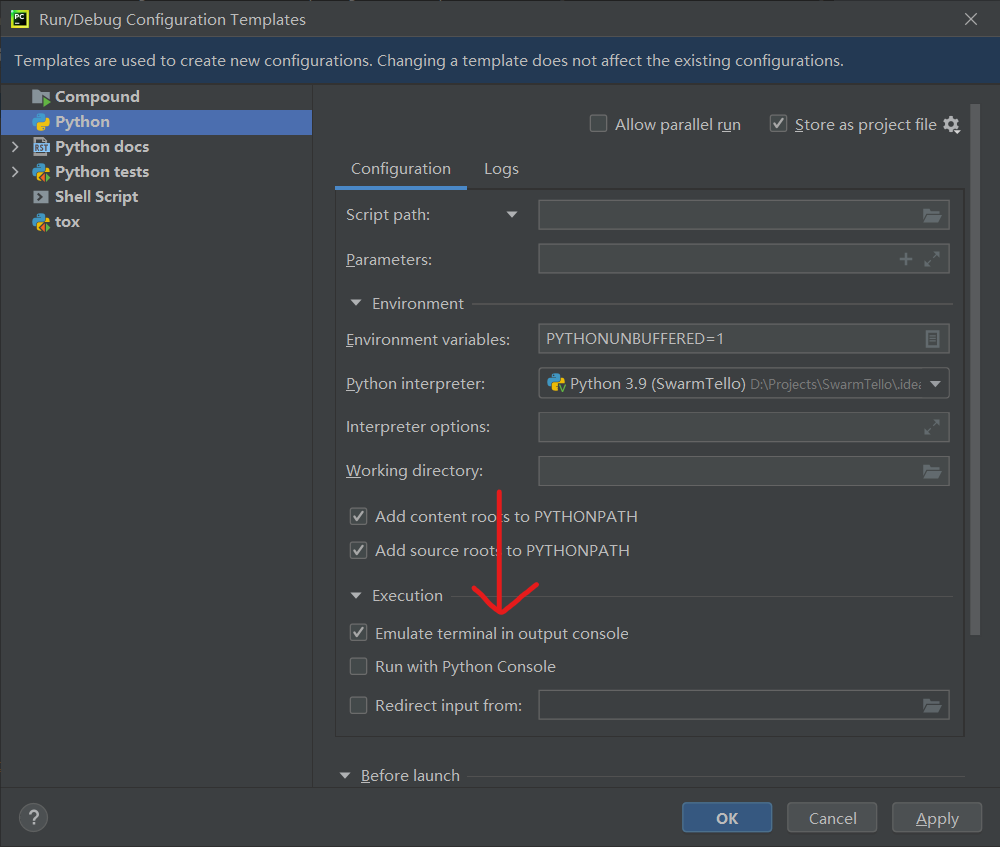 PC Run/Debug Configuration Templates
Templates are used to create new configurations. Changing a template does not affect the existing configurations.
Compound
Python
Python docs
Python tests
Shell Script
tox
Allow parallel run
Store as project file
Configuration Logs
Script path:
Parameters:
Environment
Environment variables: PYTHONUNBUFFERED=1
Python interpreter: Python 3.9 (SwarmTello) D:\Projects\SwarmTello\.idea
Interpreter options:
Working directory:
Add content roots to PYTHONPATH
Add source roots to PYTHONPATH
Execution
Emulate terminal in output console
Run with Python Console
Redirect input from:
Before launch
? OK Cancel Apply